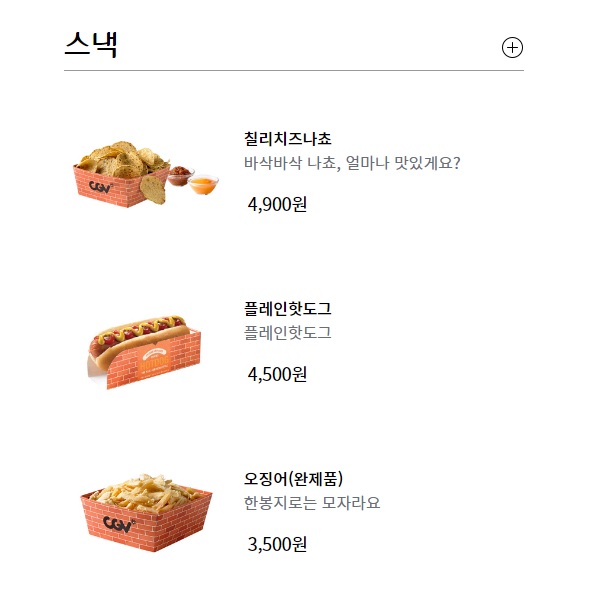 스낵
칠리치즈나쵸
바삭바삭 나쵸, 얼마나 맛있게요?
CGV
4,900원
플레인핫도그
플레인핫도그
4,500원
오징어(완제품)
한봉지로는 모자라요
CGV
3,500원